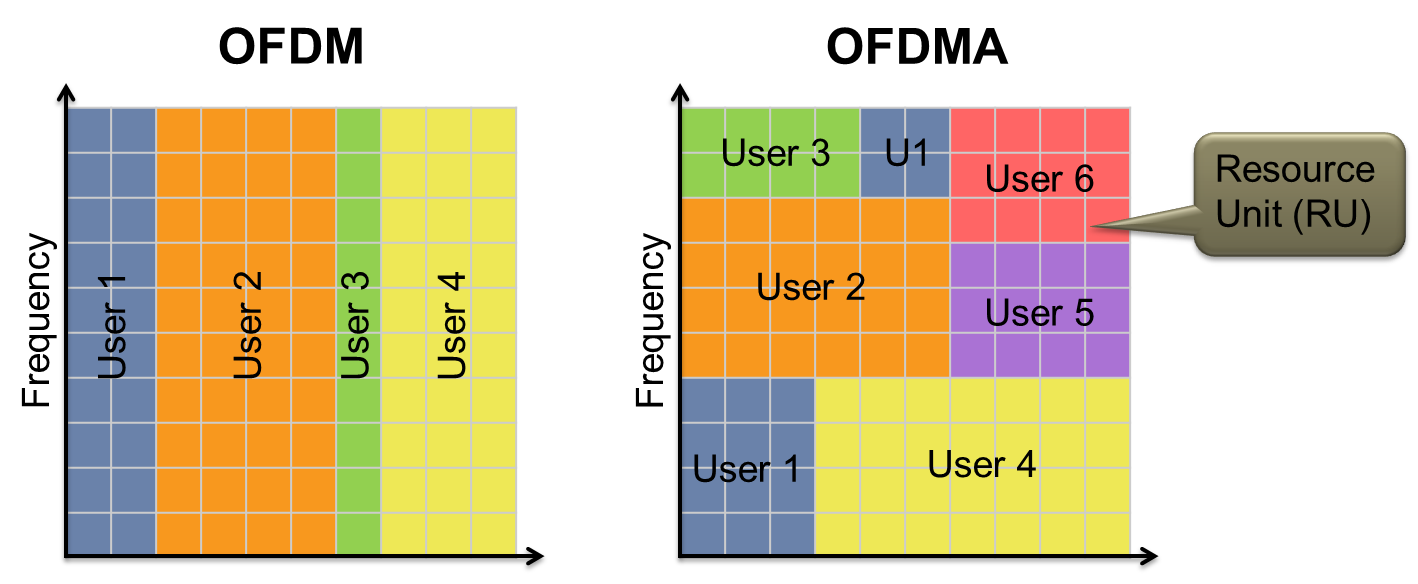 OFDM
OFDMA
Frequency
User 1
User 2
User 3
User 4
Frequency
User 3
U1
User 6
User 2
User 5
User 1
User 4
Resource
Unit (RU)